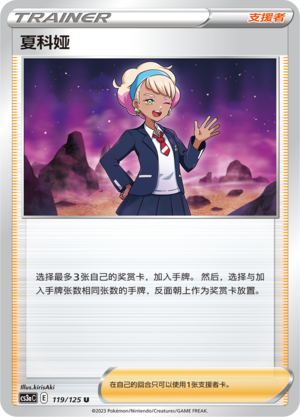 TRAINER 支援者
夏科娅
选择最多3张自己的奖赏卡，加入手牌。然后，选择与加
入手牌张数相同张数的手牌，反面朝上作为奖赏卡放置。
Illus.kirisAki
CS3aC E 119/125 U
在自己的回合只可以使用1张支援者卡。
©2023 Pokémon/Nintendo/Creatures/GAME FREAK.